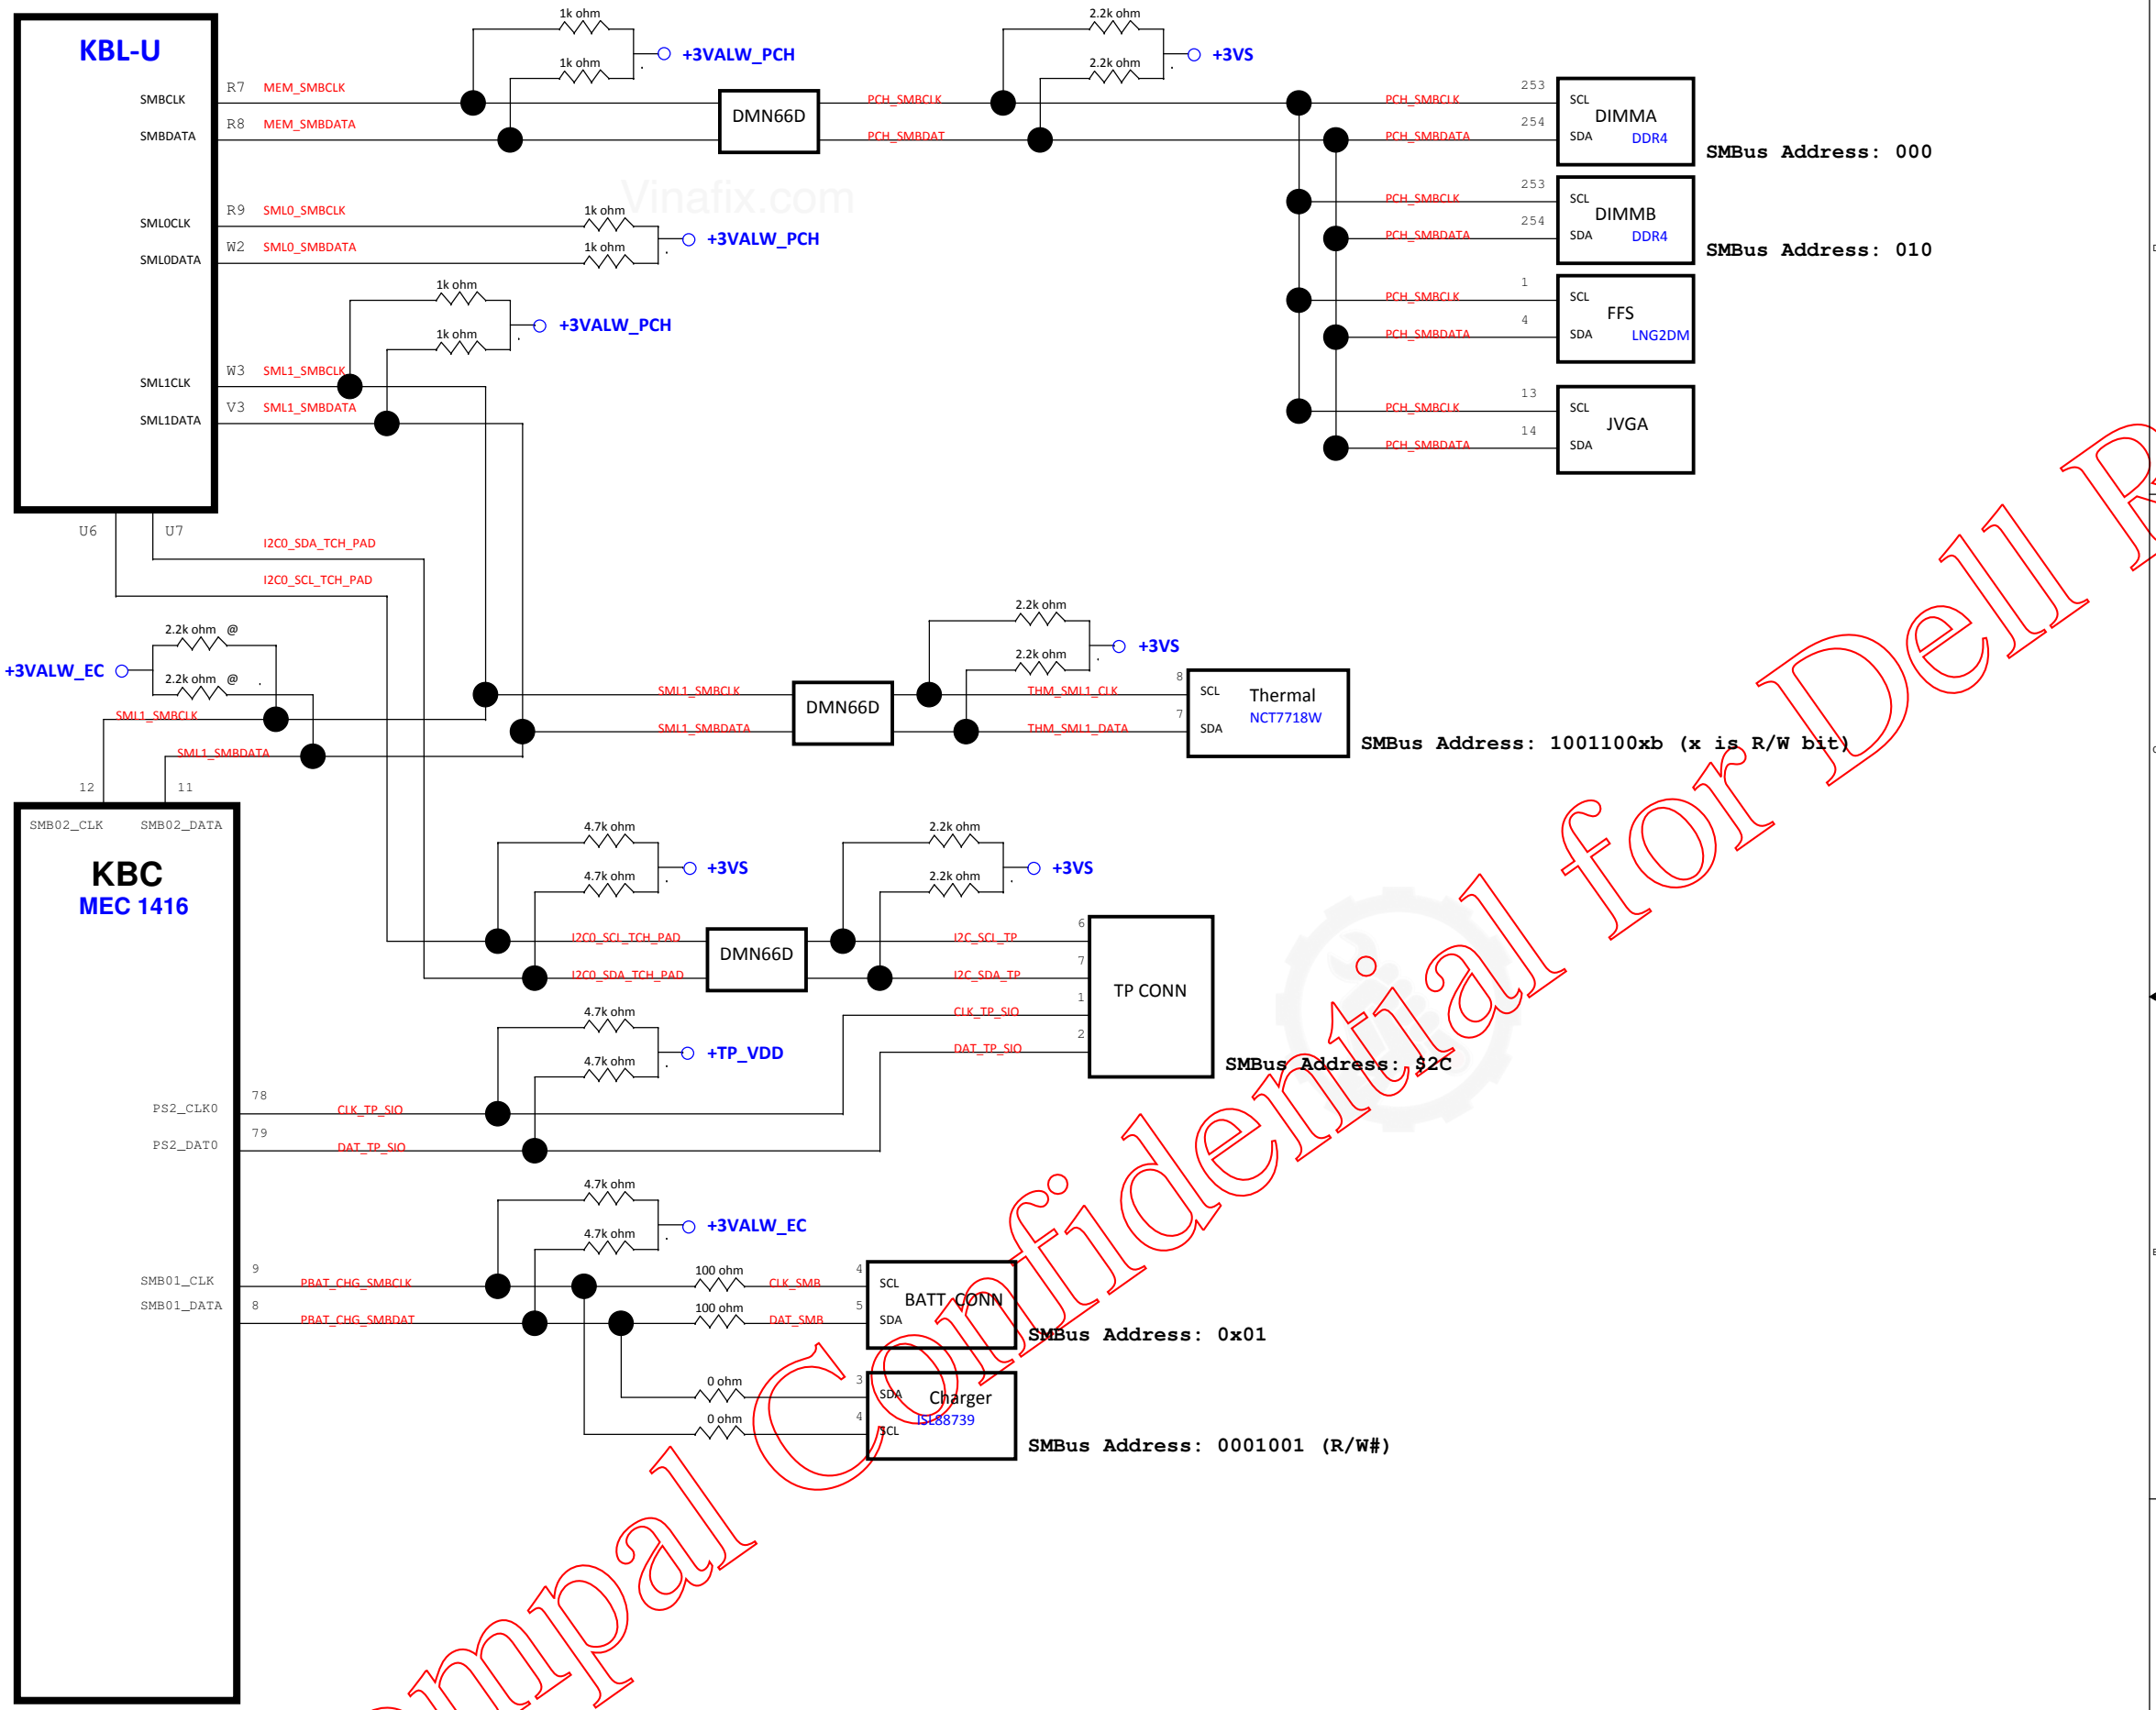 KBL-U
SMBCLK
R7
MEM_SMBCLK
SMBDATA
R8
MEM_SMBDATA
1k ohm
1k ohm
+3VALW_PCH
DMN66D
PCH_SMBCLK
PCH_SMBDAT
2.2k ohm
2.2k ohm
+3VS
PCH_SMBCLK
253
SCL
DIMMA
PCH_SMBDATA
254
SDA
DDR4
SMBus Address: 000
PCH_SMBCLK
253
SCL
DIMMB
PCH_SMBDATA
254
SDA
DDR4
SMBus Address: 010
PCH_SMBCLK
1
SCL
FFS
PCH_SMBDATA
4
SDA
LNG2DM
PCH_SMBCLK
13
SCL
JVGA
PCH_SMBDATA
14
SDA
Vinafix.com
SML0CLK
R9
SML0_SMBCLK
1k ohm
SML0DATA
W2
SML0_SMBDATA
1k ohm
+3VALW_PCH
1k ohm
1k ohm
+3VALW_PCH
SML1CLK
W3
SML1_SMBCLK
SML1DATA
V3
SML1_SMBDATA
U6
U7
I2C0_SDA_TCH_PAD
I2C0_SCL_TCH_PAD
2.2k ohm @
2.2k ohm @
+3VALW_EC
SML1_SMBCLK
SML1_SMBDATA
12
11
SML1_SMBCLK
SML1_SMBDATA
DMN66D
2.2k ohm
2.2k ohm
+3VS
THM_SML1_CLK
8
SCL
Thermal
NCT7718W
THM_SML1_DATA
7
SDA
SMBus Address: 1001100xb (x is R/W bit)
SMB02_CLK
SMB02_DATA
KBC
MEC 1416
4.7k ohm
4.7k ohm
+3VS
I2C0_SCL_TCH_PAD
I2C0_SDA_TCH_PAD
DMN66D
2.2k ohm
2.2k ohm
+3VS
I2C_SCL_TP
6
I2C_SDA_TP
7
CLK_TP_SIO
1
DAT_TP_SIO
2
TP CONN
SMBus Address: $2C
4.7k ohm
4.7k ohm
+TP_VDD
PS2_CLK0
78
CLK_TP_SIO
PS2_DAT0
79
DAT_TP_SIO
4.7k ohm
4.7k ohm
+3VALW_EC
SMB01_CLK
9
PBAT_CHG_SMBCLK
SMB01_DATA
8
PBAT_CHG_SMBDAT
100 ohm
CLK_SMB
4
SCL
BATT CONN
100 ohm
DAT_SMB
5
SDA
SMBus Address: 0x01
0 ohm
3
SDA
Charger
ISL88739
0 ohm
4
SCL
SMBus Address: 0001001 (R/W#)
Confidential for Dell